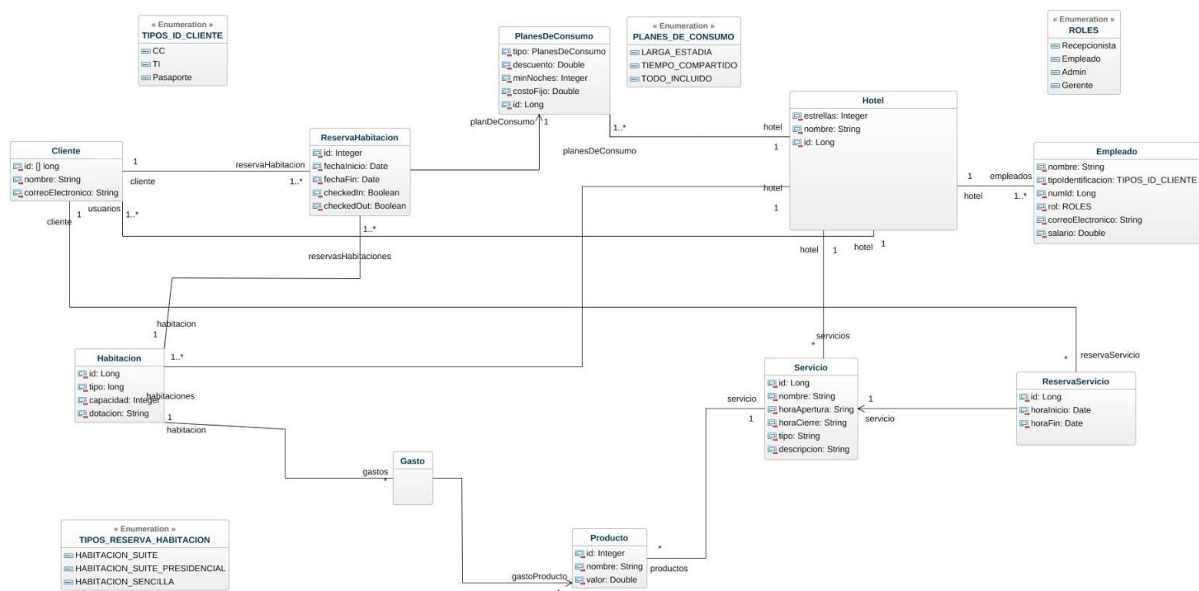 « Enumeration »
TIPOS_ID_CLIENTE
CC
TI
Pasaporte
PlanesDeConsumo
tipo: PlanesDeConsumo
descuento: Double
minNoches: Integer
costoFijo: Double
id: Long
« Enumeration »
PLANES_DE_CONSUMO
LARGA_ESTADIA
TIEMPO_COMPARTIDO
TODO_INCLUIDO
« Enumeration »
ROLES
Recepcionista
Empleado
Admin
Gerente
Hotel
estrellas: Integer
nombre: String
id: Long
planDeConsumo
1
1..*
planesDeConsumo
hotel
1
Cliente
id: [] long
nombre: String
correoElectronico: String
1
cliente
reservaHabitacion
1..*
ReservaHabitacion
id: Integer
fechaInicio: Date
fechaFin: Date
checkedIn: Boolean
checkedOut: Boolean
Empleado
nombre: String
tipoIdentificacion: TIPOS_ID_CLIENTE
numId: Long
rol: ROLES
correoElectronico: String
salario: Double
1
hotel
empleados
1..*
hotel
1
usuarios
1
cliente
1..*
1..*
reservasHabitaciones
hotel
1
hotel
1
habitacion
1
Habitacion
id: Long
tipo: long
capacidad: Integer
dotacion: String
1..*
habitaciones
1
habitacion
servicios
*
Servicio
id: Long
nombre: String
horaApertura: Sring
horaCierre: String
tipo: String
descripcion: String
*
reservaServicio
ReservaServicio
id: Long
horaInicio: Date
horaFin: Date
1
servicio
servicio
1
Gasto
gastos
*
« Enumeration »
TIPOS_RESERVA_HABITACION
HABITACION_SUITE
HABITACION_SUITE_PRESIDENCIAL
HABITACION_SENCILLA
Producto
id: Integer
nombre: String
valor: Double
*
productos
gastoProducto
*